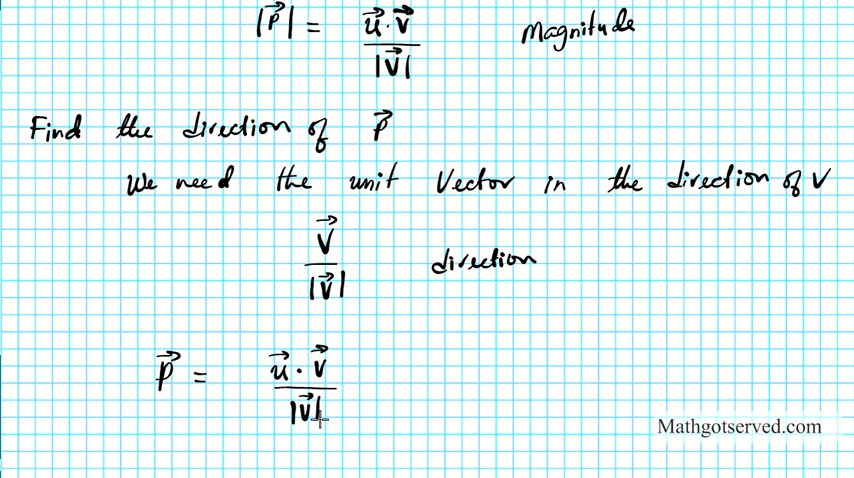 |p⃗| = u⃗ · v⃗ / |v⃗| Magnitude
Find the direction of p⃗
We need the unit Vector in the direction of V
v⃗ / |v⃗| direction
p⃗ = u⃗ · v⃗ / |v⃗|
Mathgotserved.com